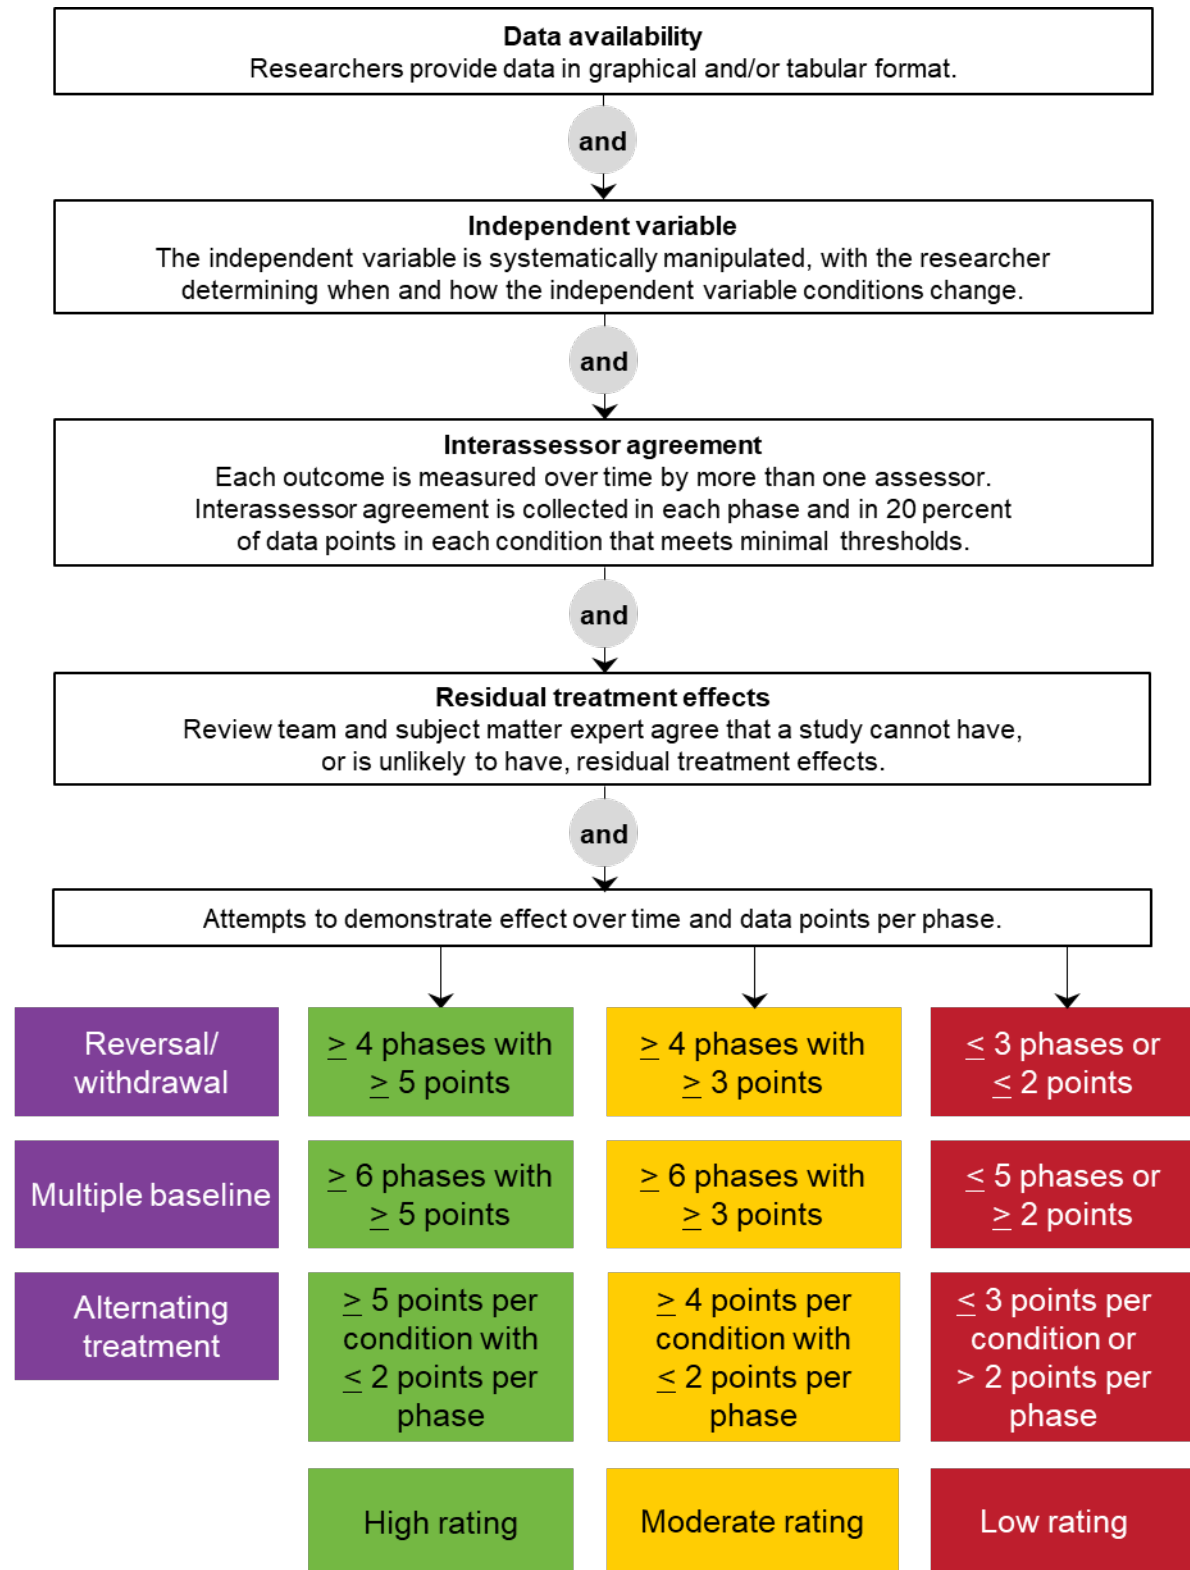 Data availability
Researchers provide data in graphical and/or tabular format.
and
Independent variable
The independent variable is systematically manipulated, with the researcher
determining when and how the independent variable conditions change.
and
Interassessor agreement
Each outcome is measured over time by more than one assessor.
Interassessor agreement is collected in each phase and in 20 percent
of data points in each condition that meets minimal thresholds.
and
Residual treatment effects
Review team and subject matter expert agree that a study cannot have,
or is unlikely to have, residual treatment effects.
and
Attempts to demonstrate effect over time and data points per phase.
Reversal/
withdrawal
≥ 4 phases with
≥ 5 points
≥ 4 phases with
≥ 3 points
≤ 3 phases or
≤ 2 points
Multiple baseline
≥ 6 phases with
≥ 5 points
≥ 6 phases with
≥ 3 points
≤ 5 phases or
≥ 2 points
Alternating
treatment
≥ 5 points per
condition with
≤ 2 points per
phase
≥ 4 points per
condition with
≤ 2 points per
phase
≤ 3 points per
condition or
> 2 points per
phase
High rating
Moderate rating
Low rating